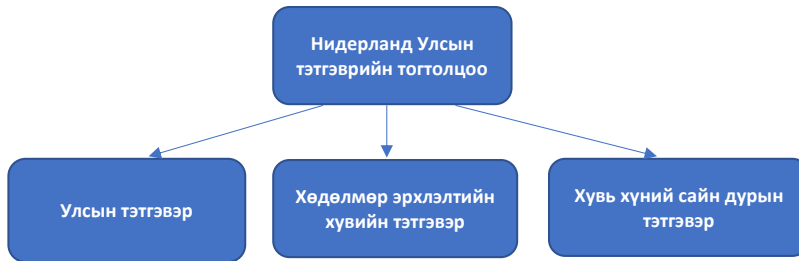 Нидерланд Улсын
тэтгэврийн тогтолцоо
Улсын тэтгэвэр
Хөдөлмөр эрхлэлтийн
хувийн тэтгэвэр
Хувь хүний сайн дурын
тэтгэвэр